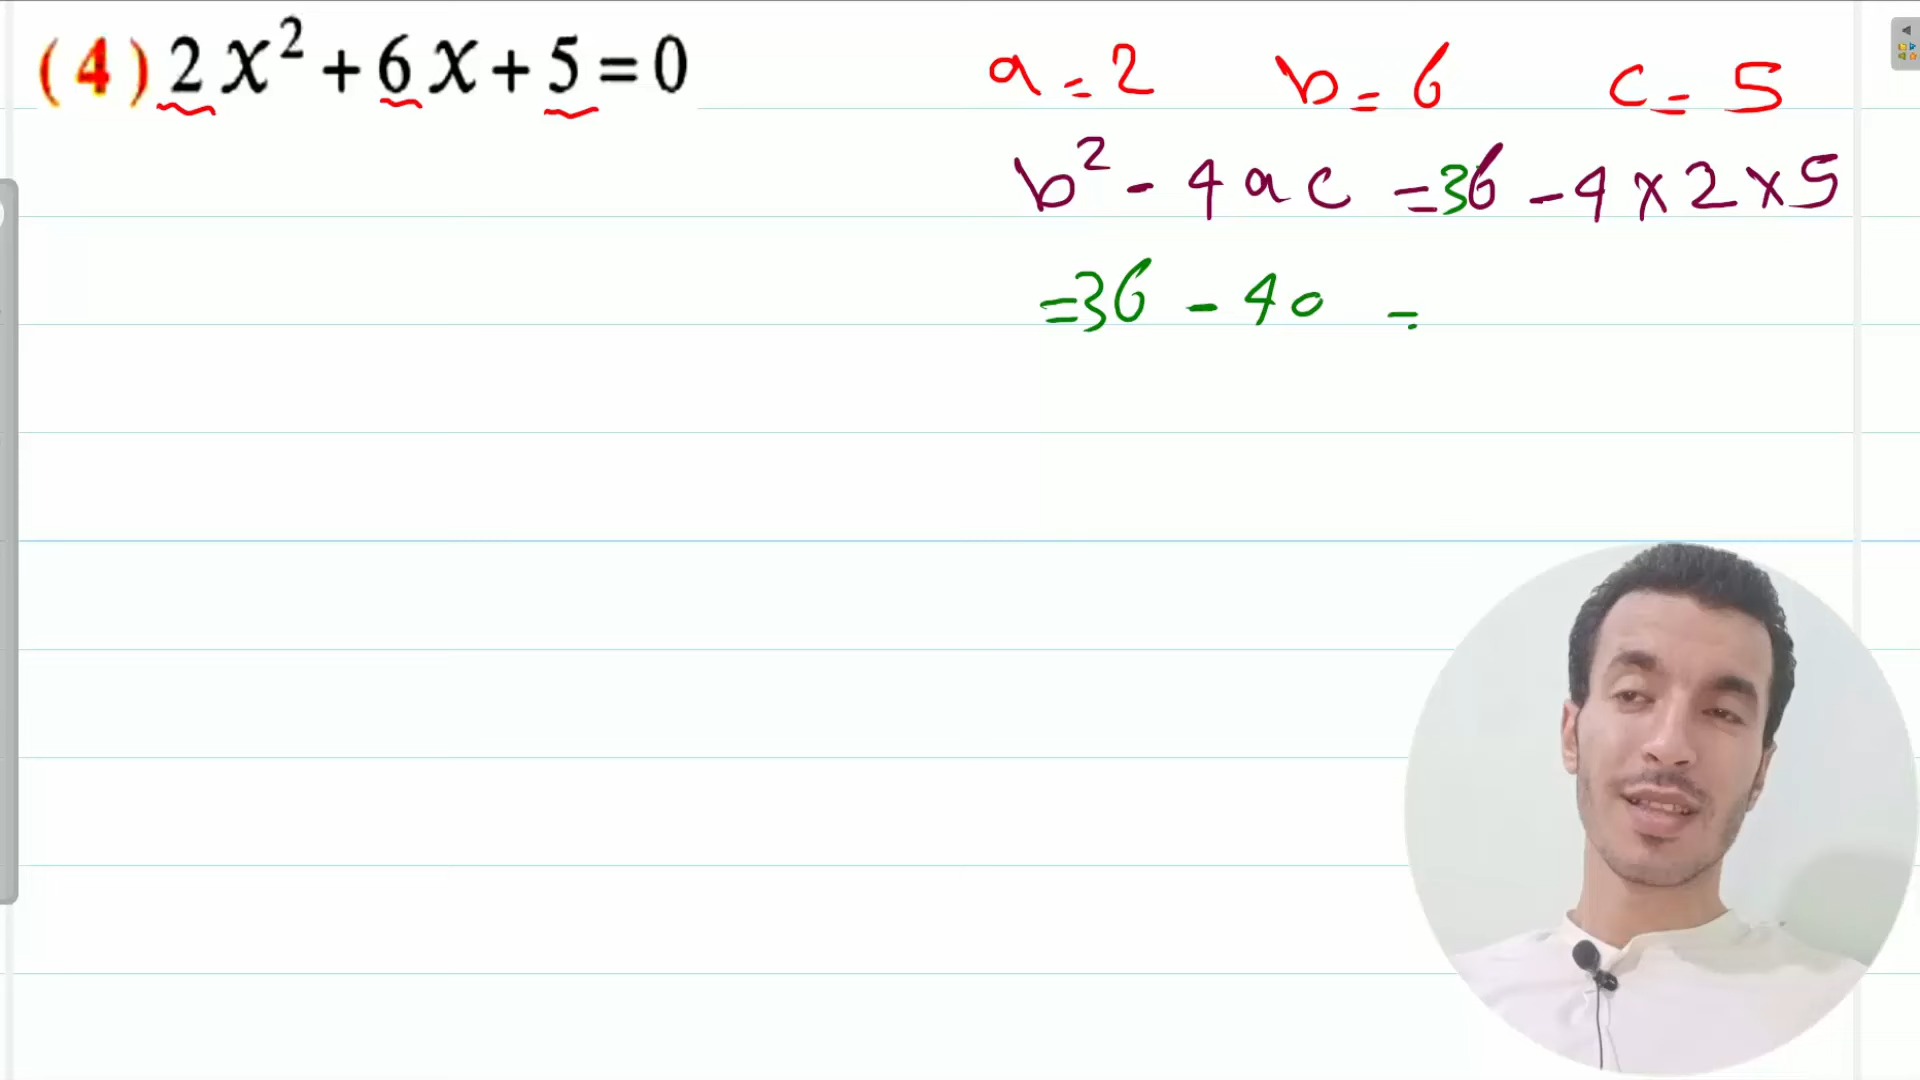 (4) 2x² + 6x + 5 = 0
a = 2 b = 6 c = 5
b² - 4ac = 36 - 4 × 2 × 5
= 36 - 40 =